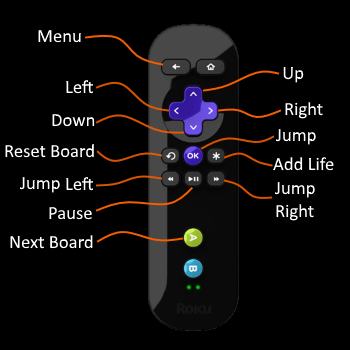 Menu
Up
Left
Right
Down
Jump
Reset Board
OK
Add Life
Jump Left
Jump
Right
Pause
Next Board
A
B
ROKU